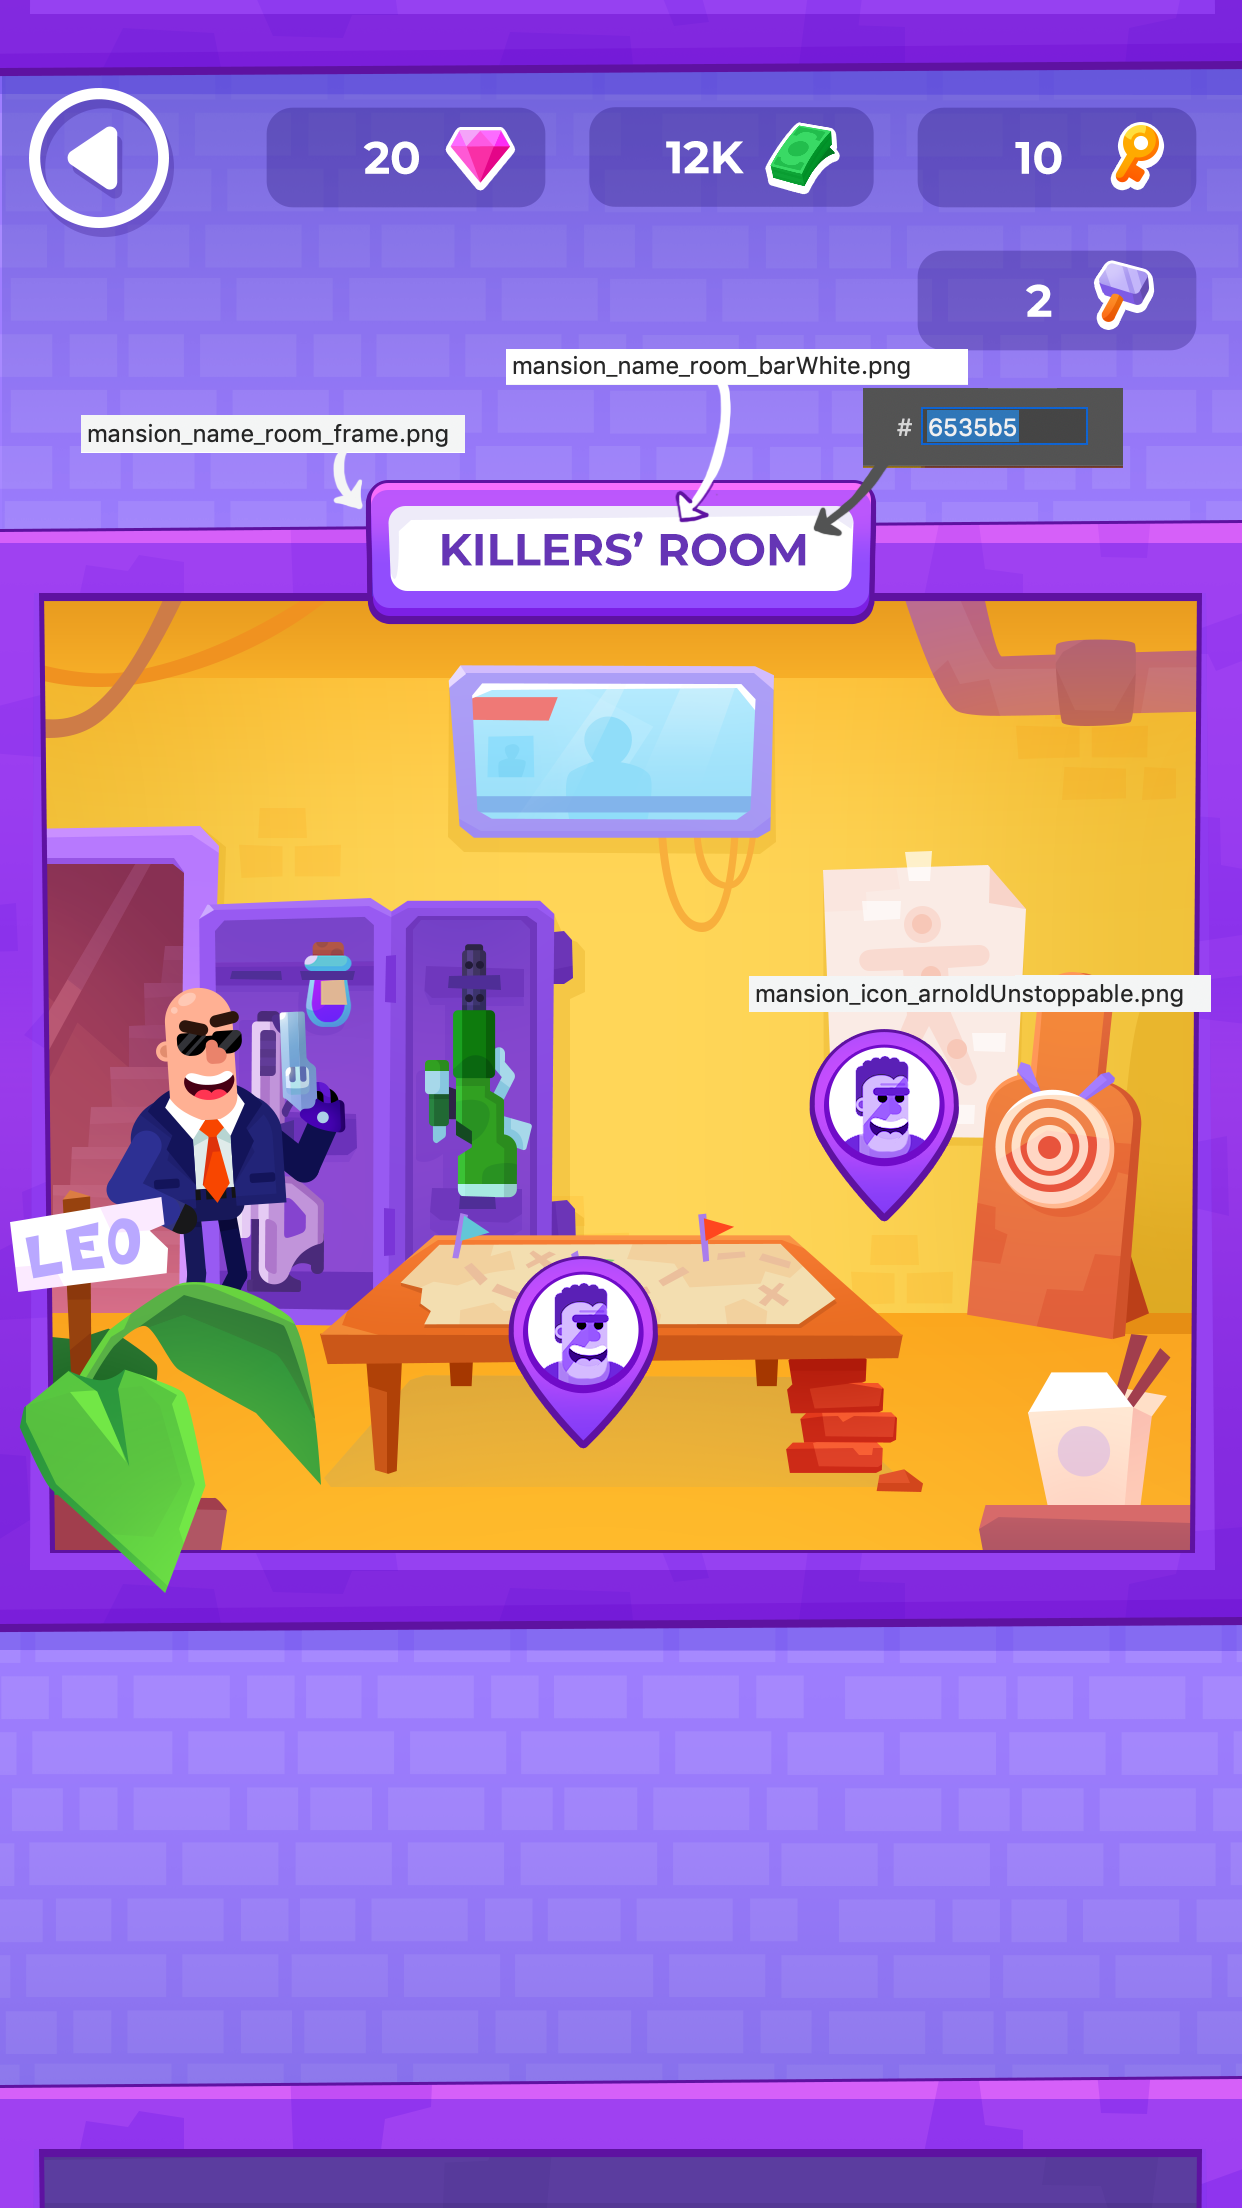 20
12K
10
2
mansion_name_room_barWhite.png
# 6535b5
mansion_name_room_frame.png
KILLERS’ ROOM
mansion_icon_arnoldUnstoppable.png
LEO